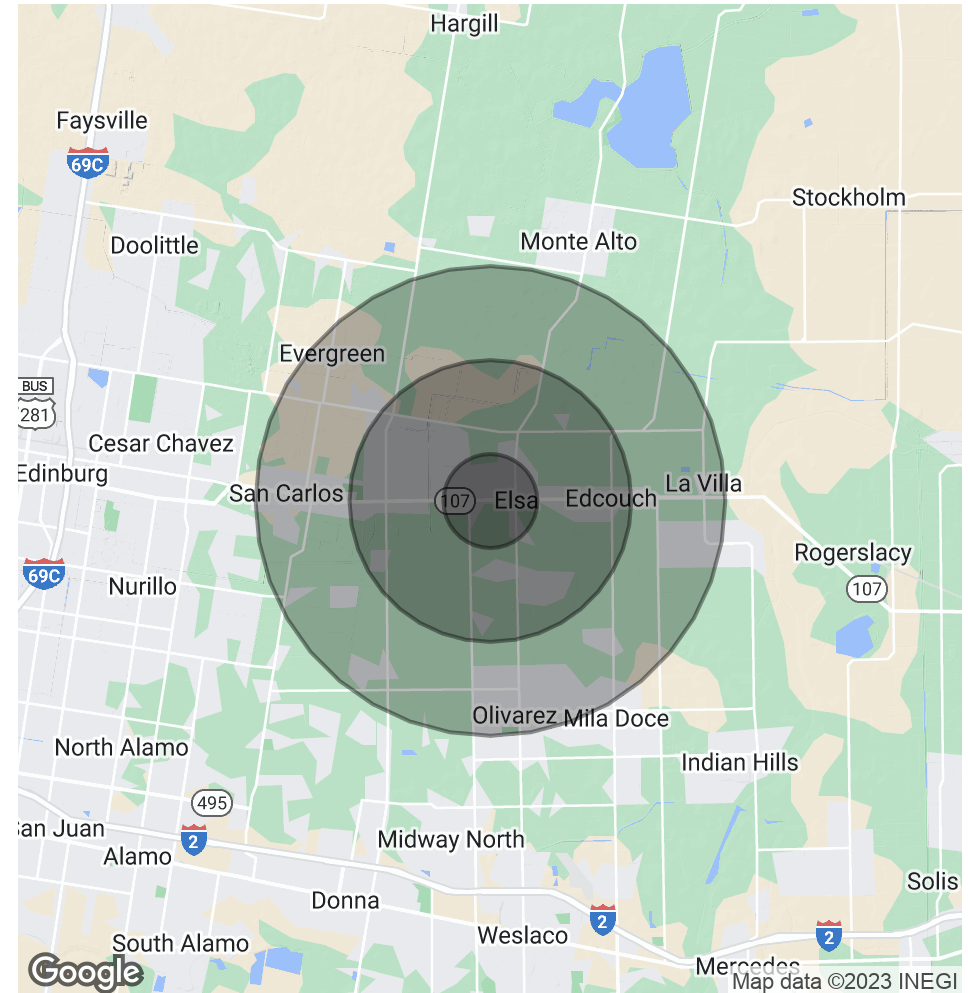 Hargill
Faysville
69C
Stockholm
Doolittle
Monte Alto
Evergreen
BUS
281
Cesar Chavez
Edinburg
San Carlos
107
Elsa
Edcouch
La Villa
Rogerslacy
69C
Nurillo
107
Olivarez
Mila Doce
North Alamo
Indian Hills
495
San Juan
2
Midway North
Alamo
Solis
Donna
2
Weslaco
2
South Alamo
Mercedes
Google
Map data ©2023 INEGI